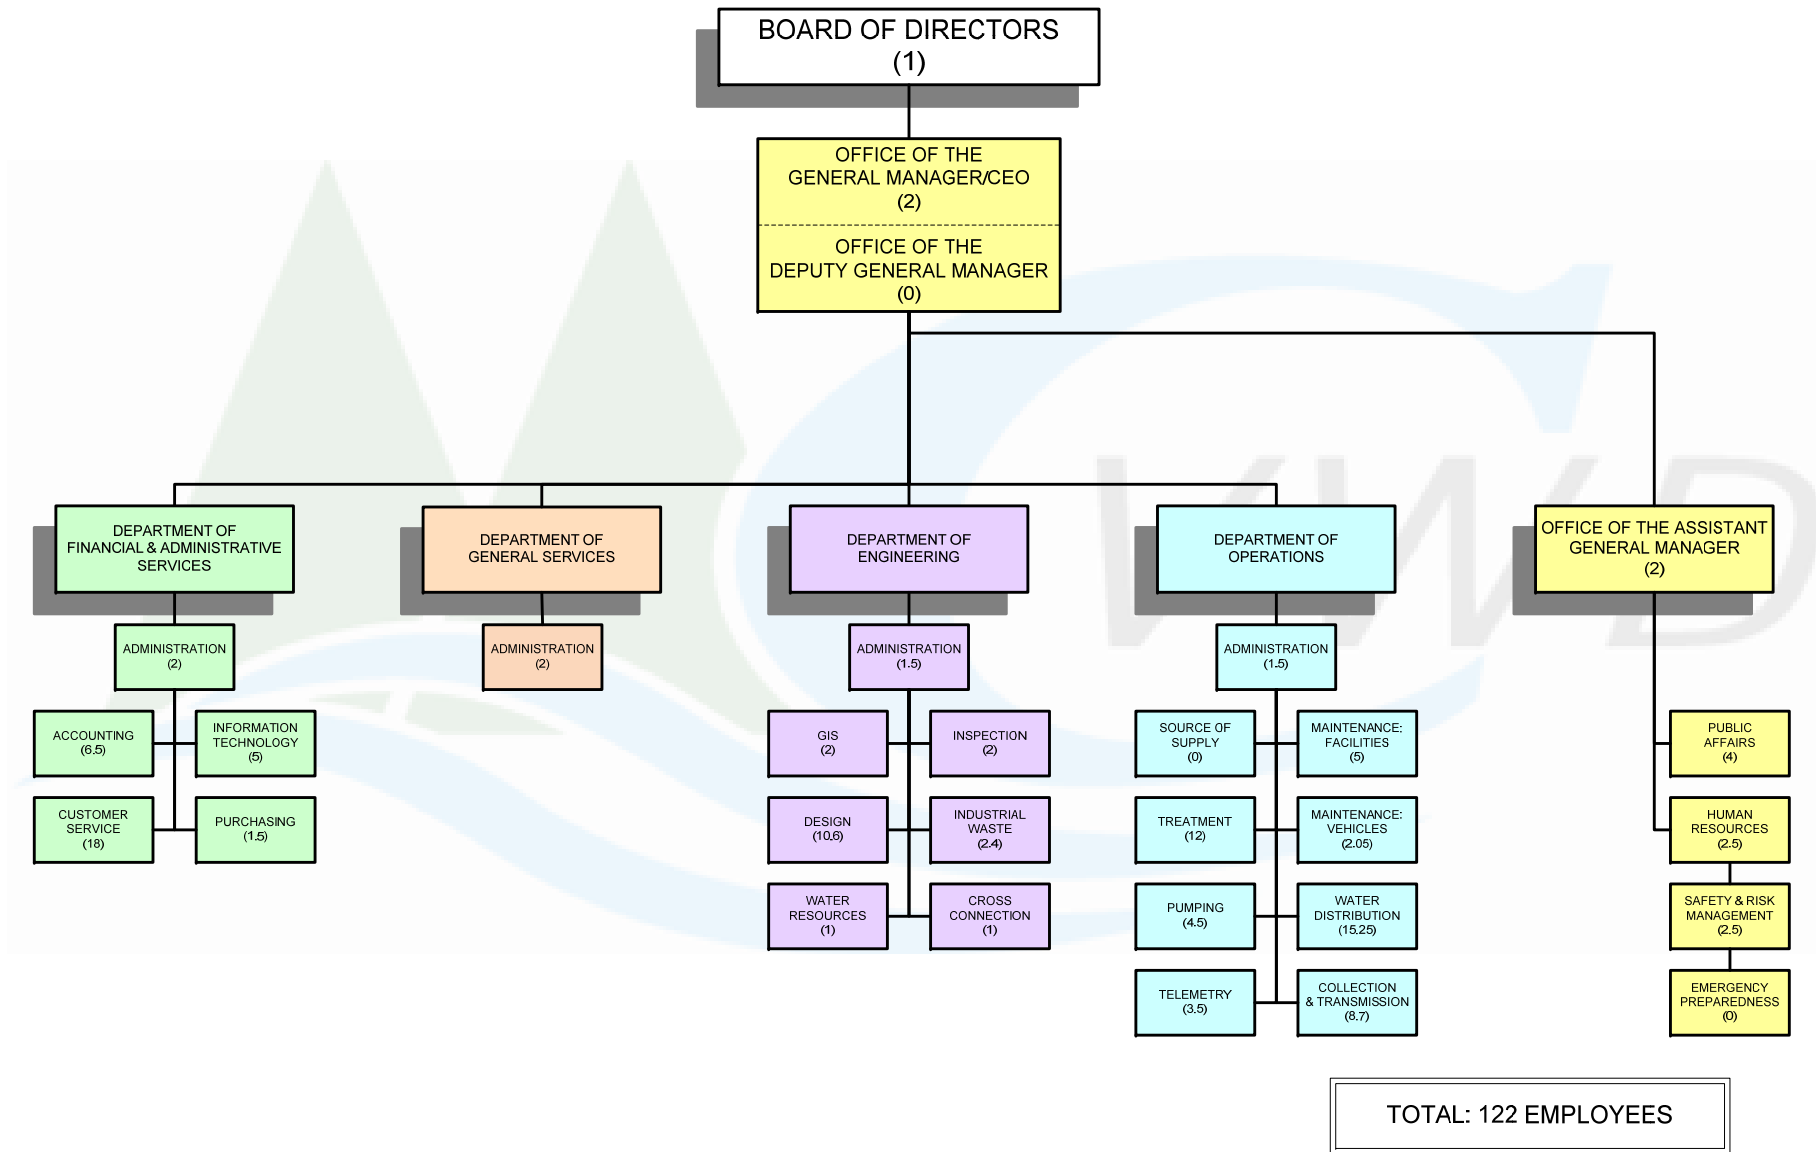 BOARD OF DIRECTORS
(1)
OFFICE OF THE
GENERAL MANAGER/CEO
(2)
OFFICE OF THE
DEPUTY GENERAL MANAGER
(0)
DEPARTMENT OF
FINANCIAL & ADMINISTRATIVE
SERVICES
ADMINISTRATION
(2)
ACCOUNTING
(6.5)
INFORMATION
TECHNOLOGY
(5)
CUSTOMER
SERVICE
(18)
PURCHASING
(1.5)
DEPARTMENT OF
GENERAL SERVICES
ADMINISTRATION
(2)
DEPARTMENT OF
ENGINEERING
ADMINISTRATION
(1.5)
GIS
(2)
INSPECTION
(2)
DESIGN
(10.6)
INDUSTRIAL
WASTE
(2.4)
WATER
RESOURCES
(1)
CROSS
CONNECTION
(1)
DEPARTMENT OF
OPERATIONS
ADMINISTRATION
(1.5)
SOURCE OF
SUPPLY
(0)
MAINTENANCE:
FACILITIES
(5)
TREATMENT
(12)
MAINTENANCE:
VEHICLES
(2.05)
PUMPING
(4.5)
WATER
DISTRIBUTION
(15.25)
TELEMETRY
(3.5)
COLLECTION
& TRANSMISSION
(8.7)
OFFICE OF THE ASSISTANT
GENERAL MANAGER
(2)
PUBLIC
AFFAIRS
(4)
HUMAN
RESOURCES
(2.5)
SAFETY & RISK
MANAGEMENT
(2.5)
EMERGENCY
PREPAREDNESS
(0)
TOTAL: 122 EMPLOYEES
CVWD